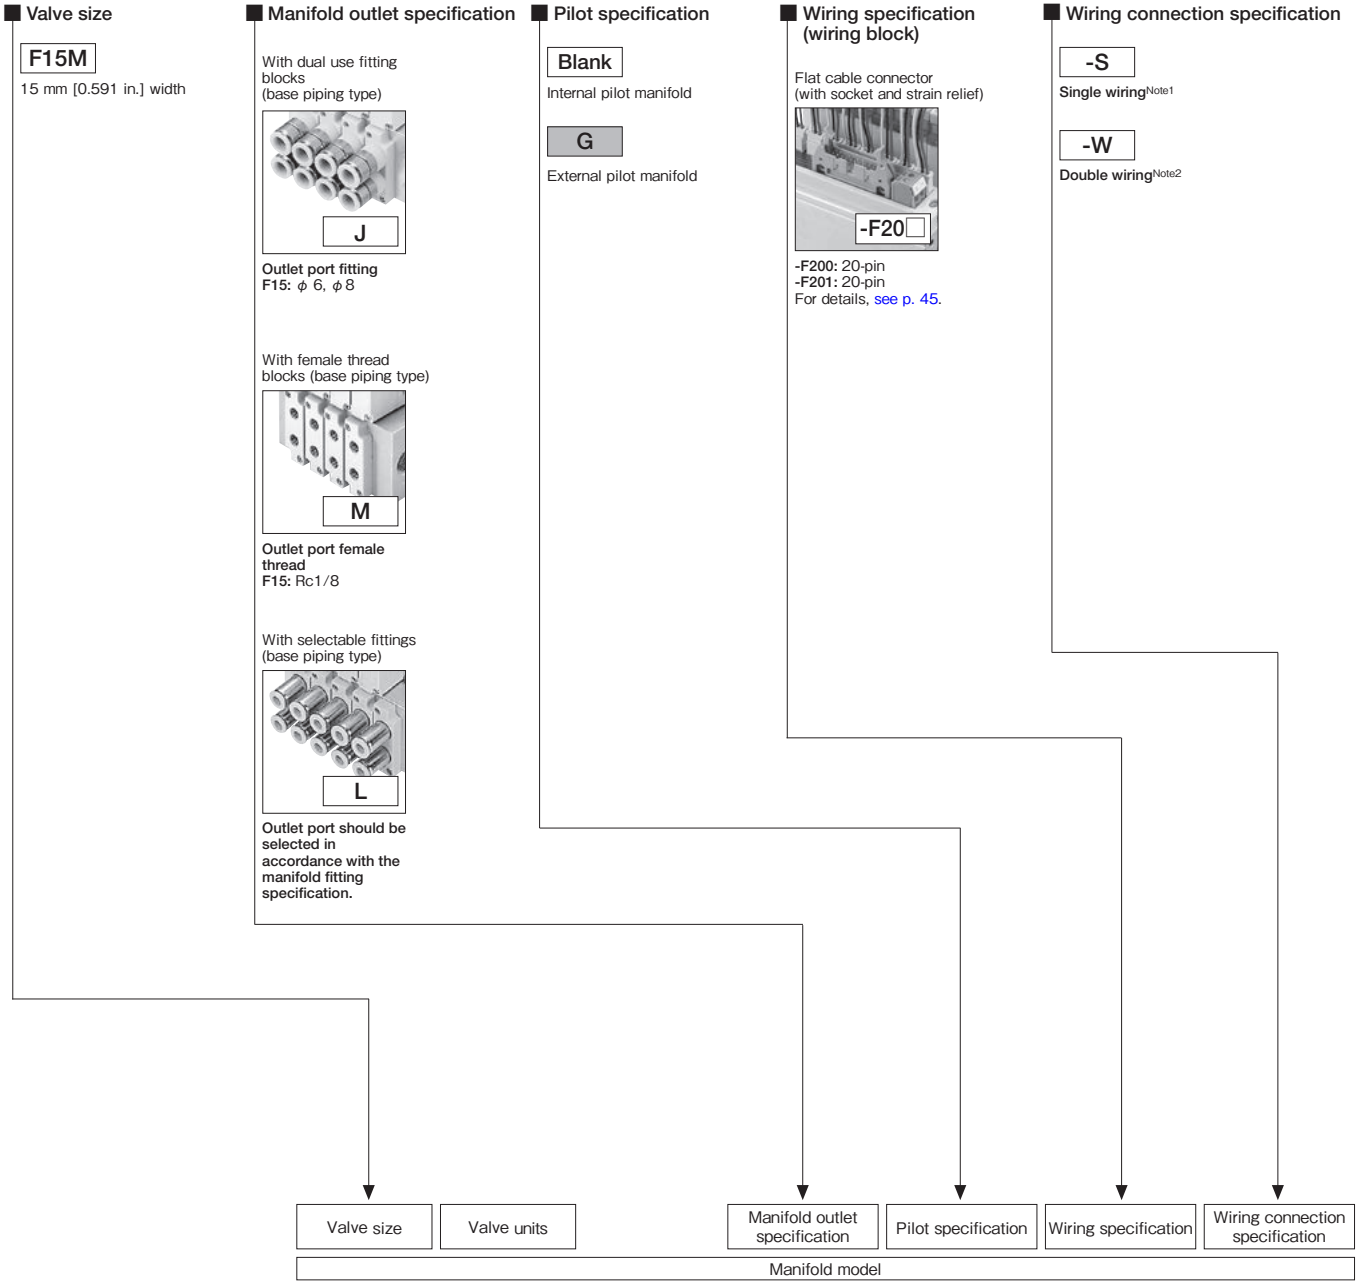 ■ Valve size
F15M
15 mm [0.591 in.] width
■ Manifold outlet specification
With dual use fitting
blocks
(base piping type)
J
Outlet port fitting
F15: φ 6, φ 8
With female thread
blocks (base piping type)
M
Outlet port female
thread
F15: Rc1/8
With selectable fittings
(base piping type)
L
Outlet port should be
selected in
accordance with the
manifold fitting
specification.
■ Pilot specification
Blank
Internal pilot manifold
G
External pilot manifold
■ Wiring specification
(wiring block)
Flat cable connector
(with socket and strain relief)
-F20□
-F200: 20-pin
-F201: 20-pin
For details, see p. 45.
■ Wiring connection specification
-S
Single wiringNote1
-W
Double wiringNote2
Valve size
Valve units
Manifold outlet
specification
Pilot specification
Wiring specification
Wiring connection
specification
Manifold model